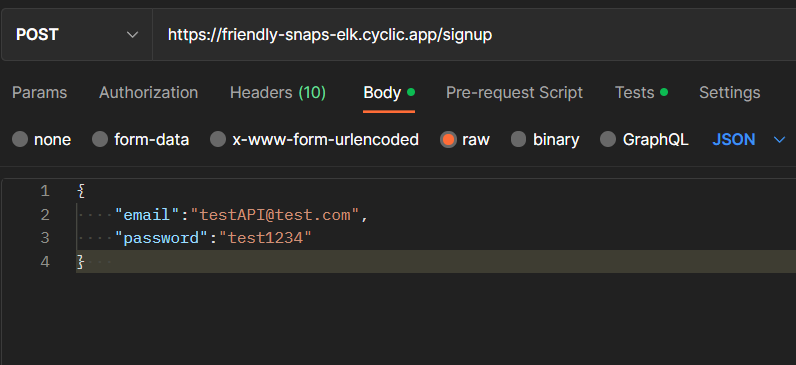 POST https://friendly-snaps-elk.cyclic.app/signup
Params Authorization Headers (10) Body Pre-request Script Tests Settings
none form-data x-www-form-urlencoded raw binary GraphQL JSON
1 {
2 "email":"testAPI@test.com",
3 "password":"test1234"
4 }